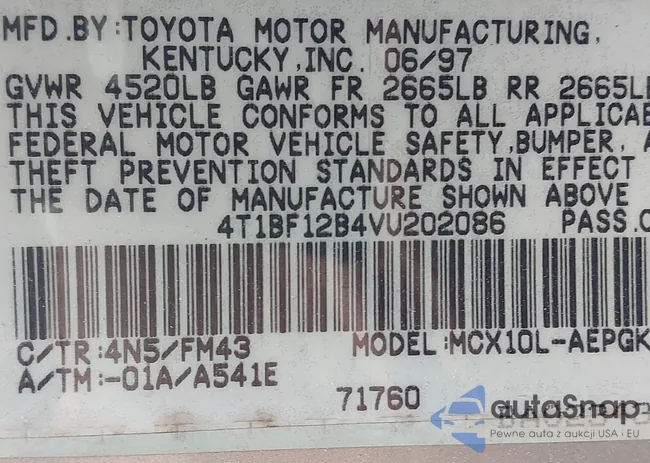 MFD.BY:TOYOTA MOTOR MANUFACTURING,
KENTUCKY,INC. 06/97
GVWR 4520LB GAWR FR 2665LB RR 2665L
THIS VEHICLE CONFORMS TO ALL APPLICAB
FEDERAL MOTOR VEHICLE SAFETY,BUMPER,
THEFT PREVENTION STANDARDS IN EFFECT
THE DATE OF MANUFACTURE SHOWN ABOVE
4T1BF12B4VU202086 PASS.
C/TR:4N5/FM43 MODEL:MCX10L-AEPGK
A/TM:-01A/A541E
71760
autaSnap
Pewne auta z aukcji USA i EU